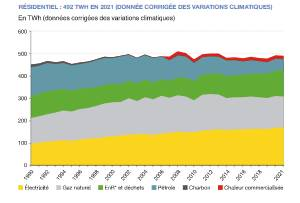 RÉSIDENTIEL : 492 TWH EN 2021 (DONNÉE CORRIGÉE DES VARIATIONS CLIMATIQUES)
En TWh (données corrigées des variations climatiques)
600
500
400
300
200
100
0
1990 1992 1994 1996 1998 2000 2002 2004 2006 2008 2010 2012 2014 2016 2018 2021
Électricité Gaz naturel EnRt* et déchets Pétrole Charbon Chaleur commercialisée